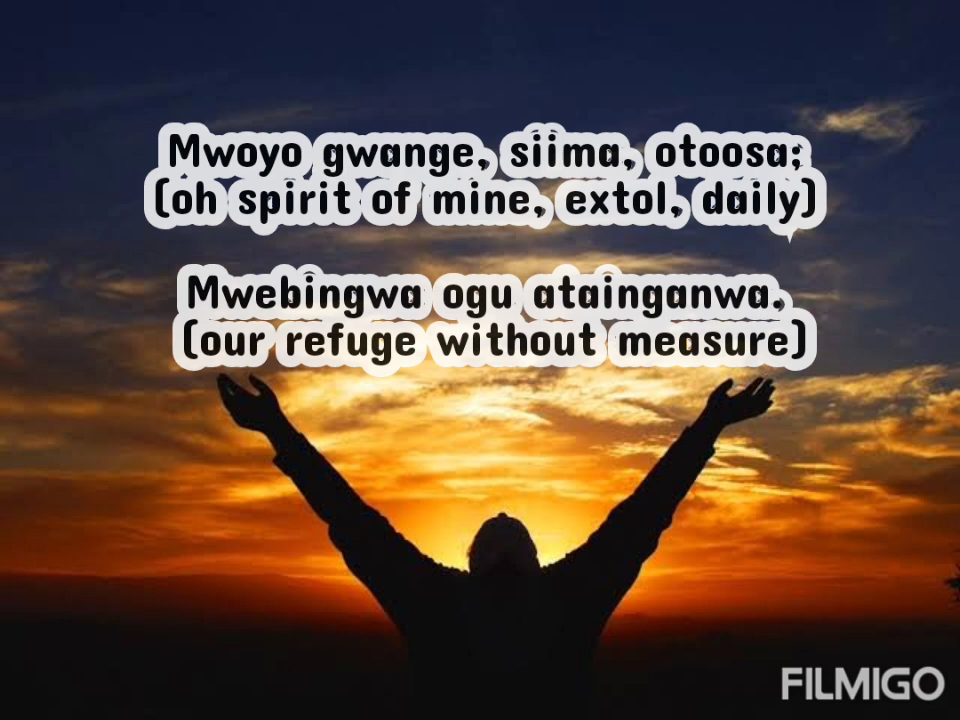 Mwoyo gwange, siima, otoosa;
(oh spirit of mine, extol, daily)
Mwebingwa ogu atainganwa.
(our refuge without measure)
FILMIGO